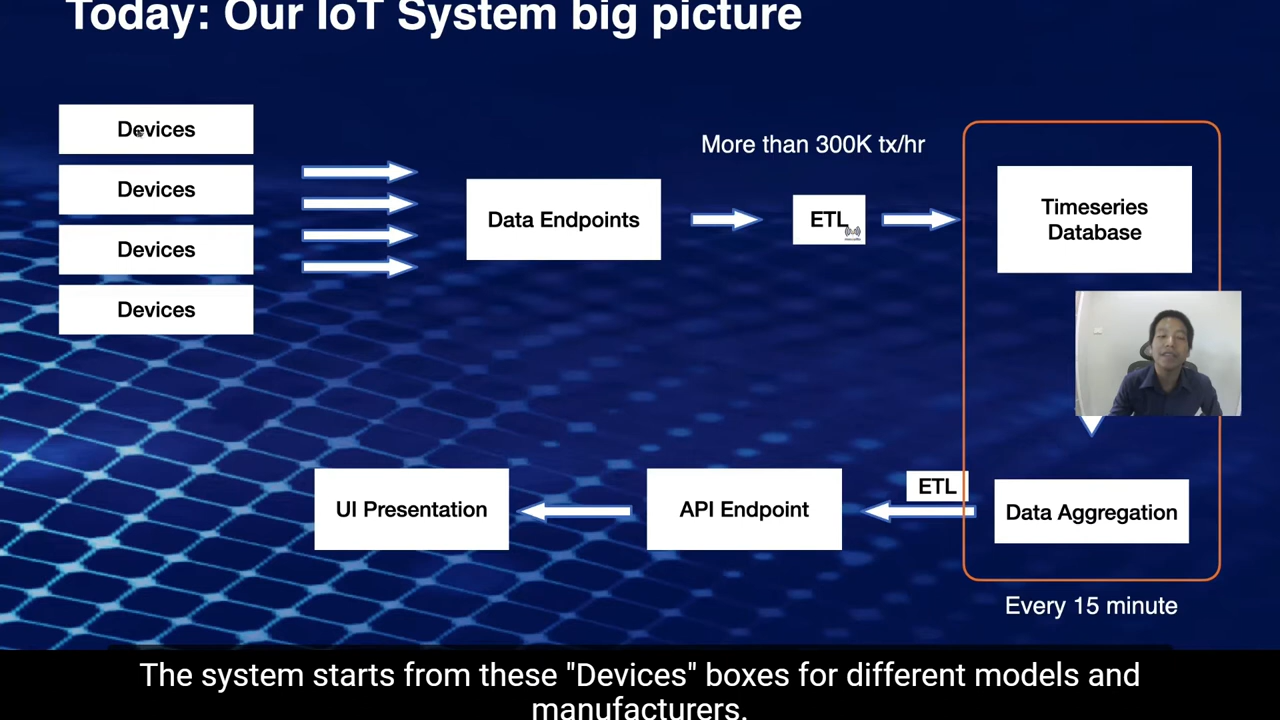 Today: Our IoT System big picture
Devices
Devices
Devices
Devices
Data Endpoints
More than 300K tx/hr
ETL
Timeseries
Database
UI Presentation
API Endpoint
ETL
Data Aggregation
Every 15 minute
The system starts from these "Devices" boxes for different models and
manufacturers.